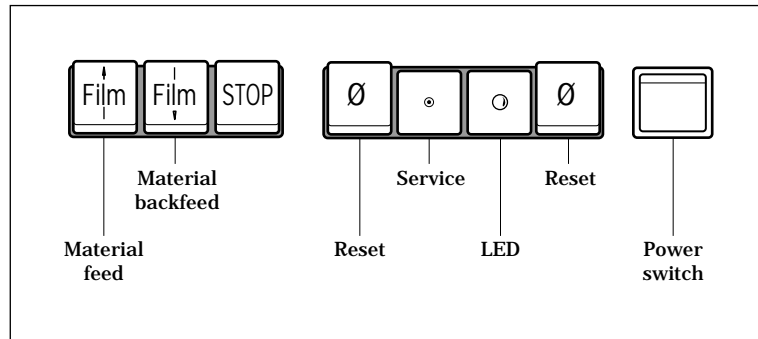 Film
Film
STOP
Ø
Ø
Material
backfeed
Service
Reset
Material
feed
Reset
LED
Power
switch